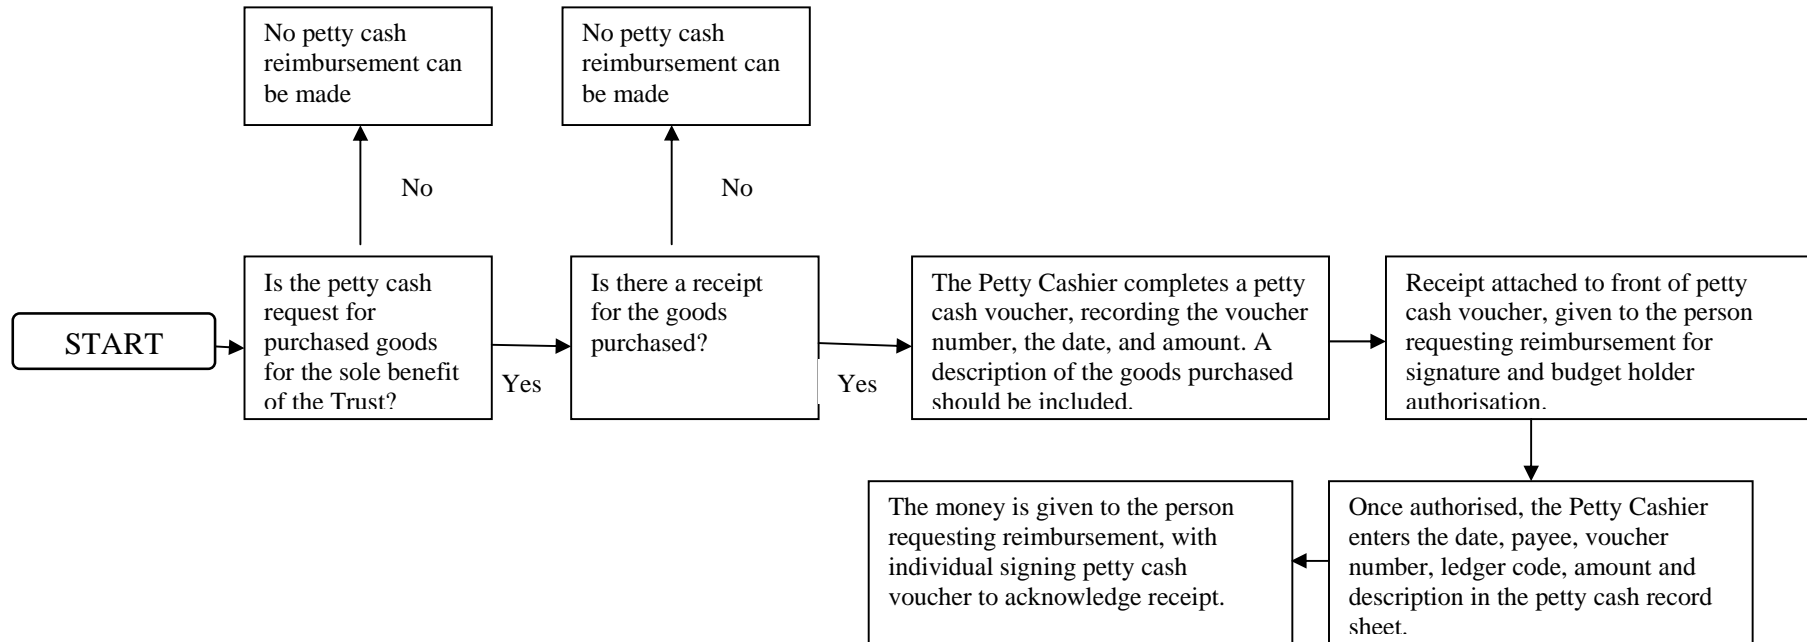 No petty cash
reimbursement can
be made
No petty cash
reimbursement can
be made
No
No
START
Is the petty cash
request for
purchased goods
for the sole benefit
of the Trust?
Yes
Is there a receipt
for the goods
purchased?
Yes
The Petty Cashier completes a petty
cash voucher, recording the voucher
number, the date, and amount. A
description of the goods purchased
should be included.
Receipt attached to front of petty
cash voucher, given to the person
requesting reimbursement for
signature and budget holder
authorisation.
Once authorised, the Petty Cashier
enters the date, payee, voucher
number, ledger code, amount and
description in the petty cash record
sheet.
The money is given to the person
requesting reimbursement, with
individual signing petty cash
voucher to acknowledge receipt.